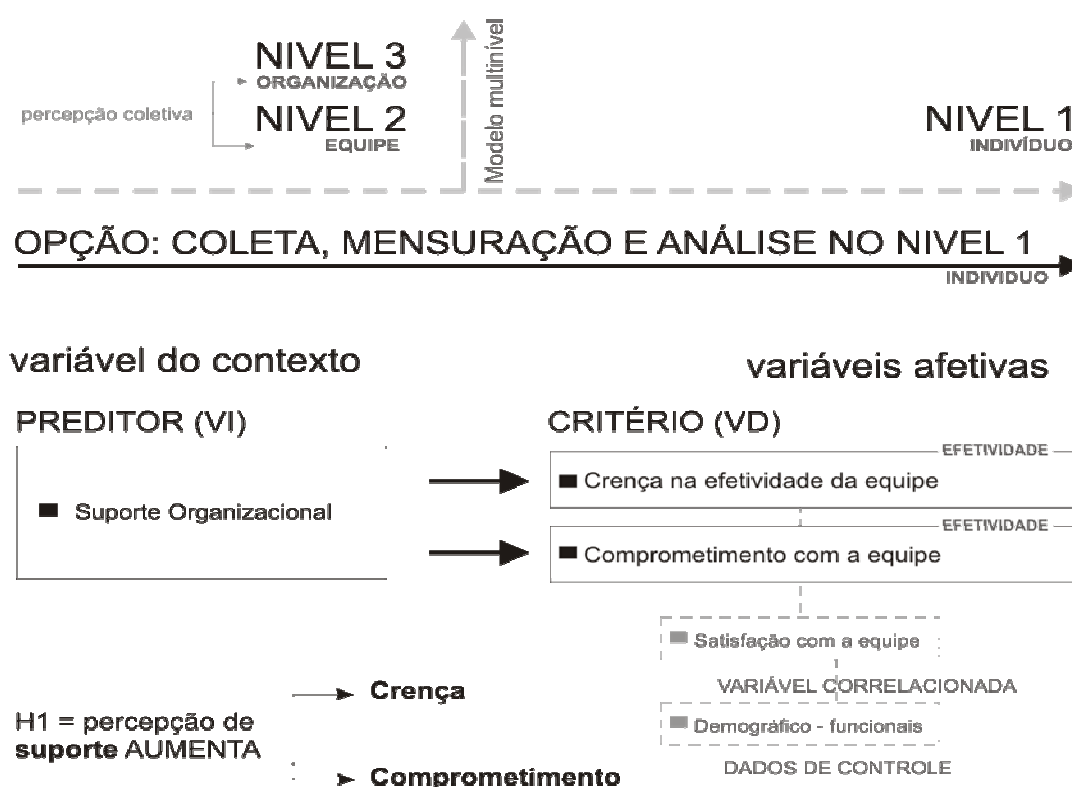 NIVEL 3
ORGANIZAÇÃO
percepção coletiva
NIVEL 2
EQUIPE
Modelo multinível
NIVEL 1
INDIVÍDUO
OPÇÃO: COLETA, MENSURAÇÃO E ANÁLISE NO NIVEL 1
INDIVIDUO
variável do contexto
variáveis afetivas
PREDITOR (VI)
CRITÉRIO (VD)
Suporte Organizacional
EFETIVIDADE
Crença na efetividade da equipe
EFETIVIDADE
Comprometimento com a equipe
Satisfação com a equipe
VARIÁVEL CORRELACIONADA
Demográfico - funcionais
DADOS DE CONTROLE
H1 = percepção de
suporte AUMENTA
Crença
Comprometimento